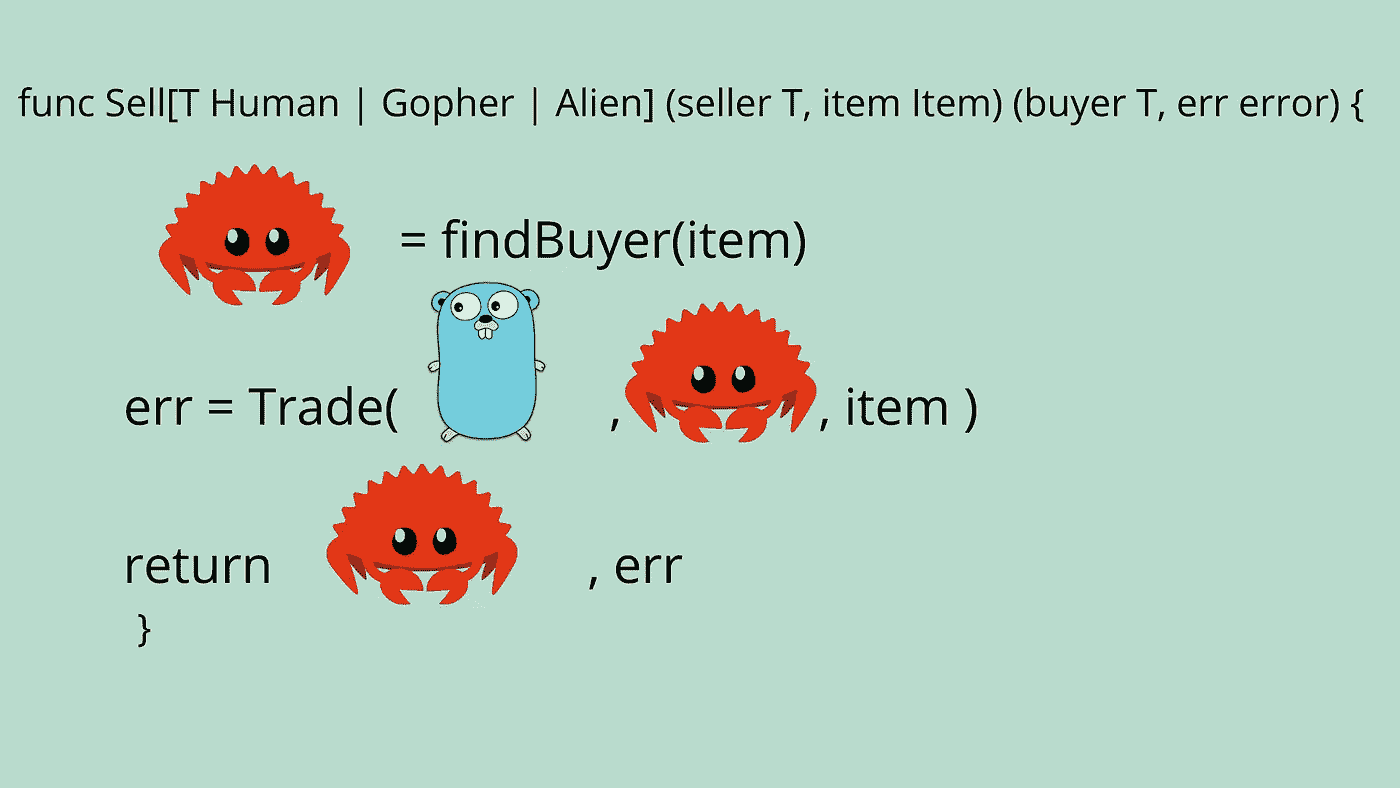 func Sell[T Human | Gopher | Alien] (seller T, item Item) (buyer T, err error) {
= findBuyer(item)
err = Trade( , , item )
return , err
}